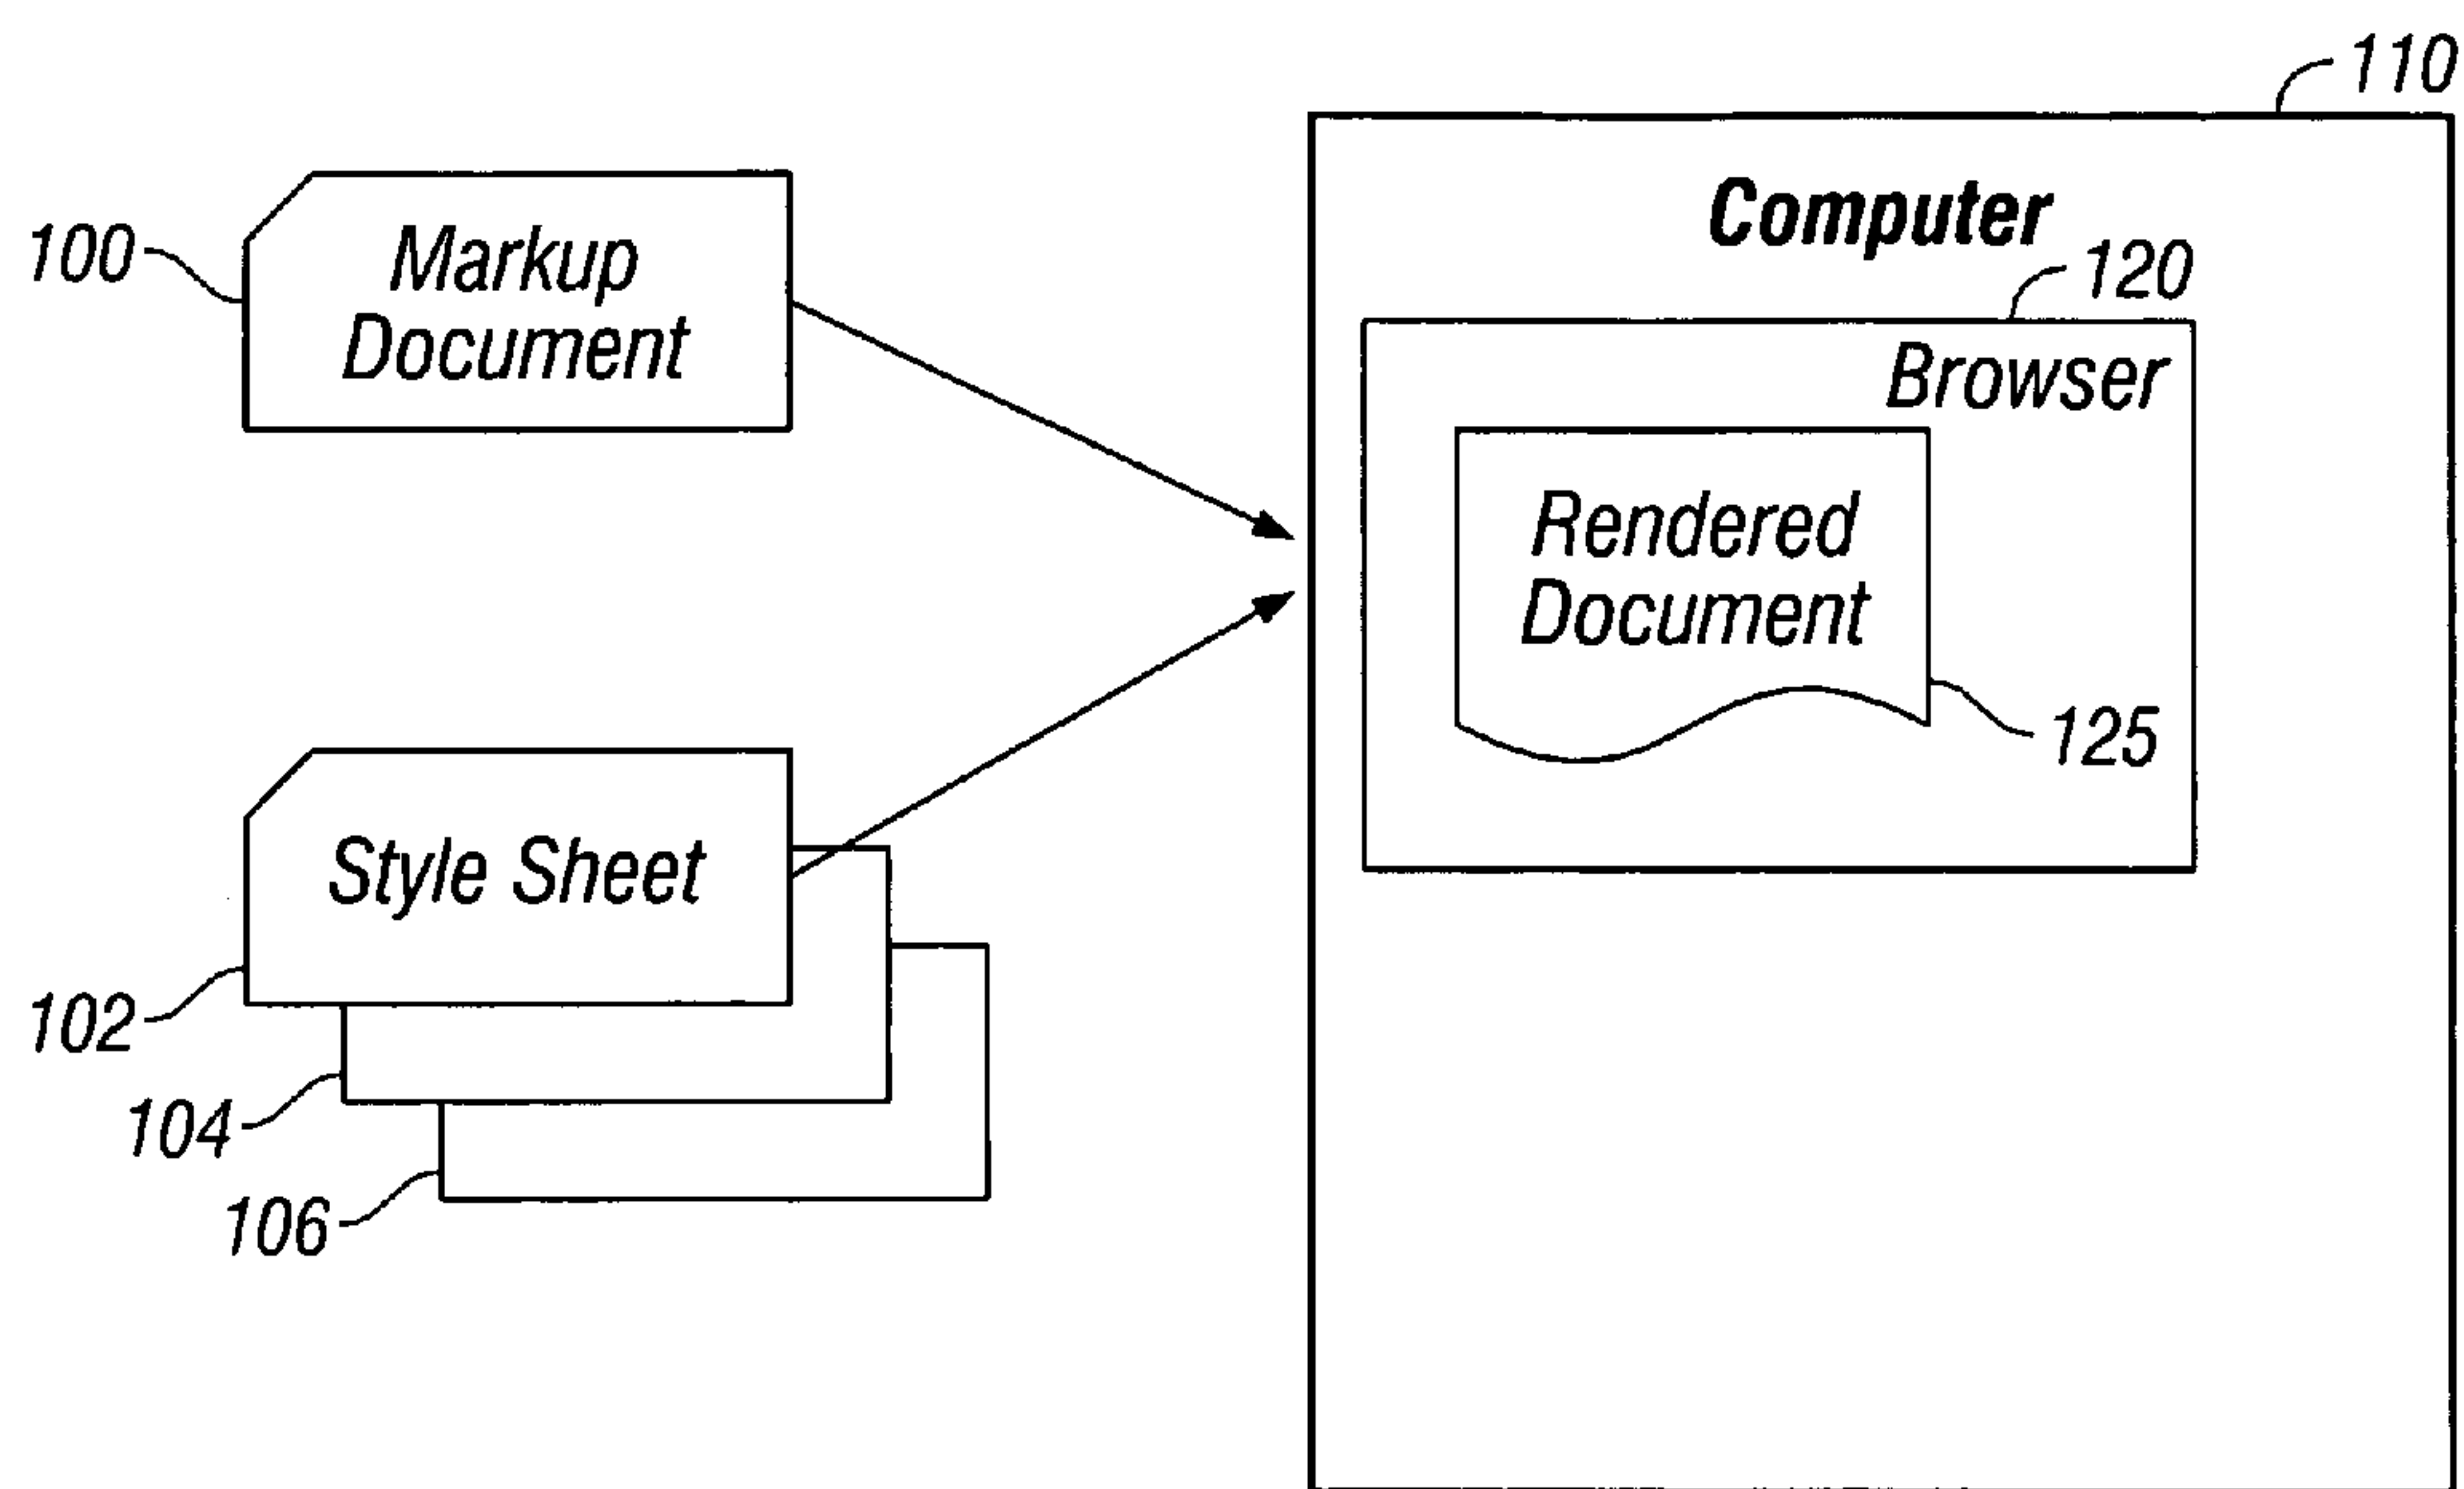 110
Computer
100
Markup
Document
120
Browser
Rendered
Document
125
Style Sheet
102
104
106